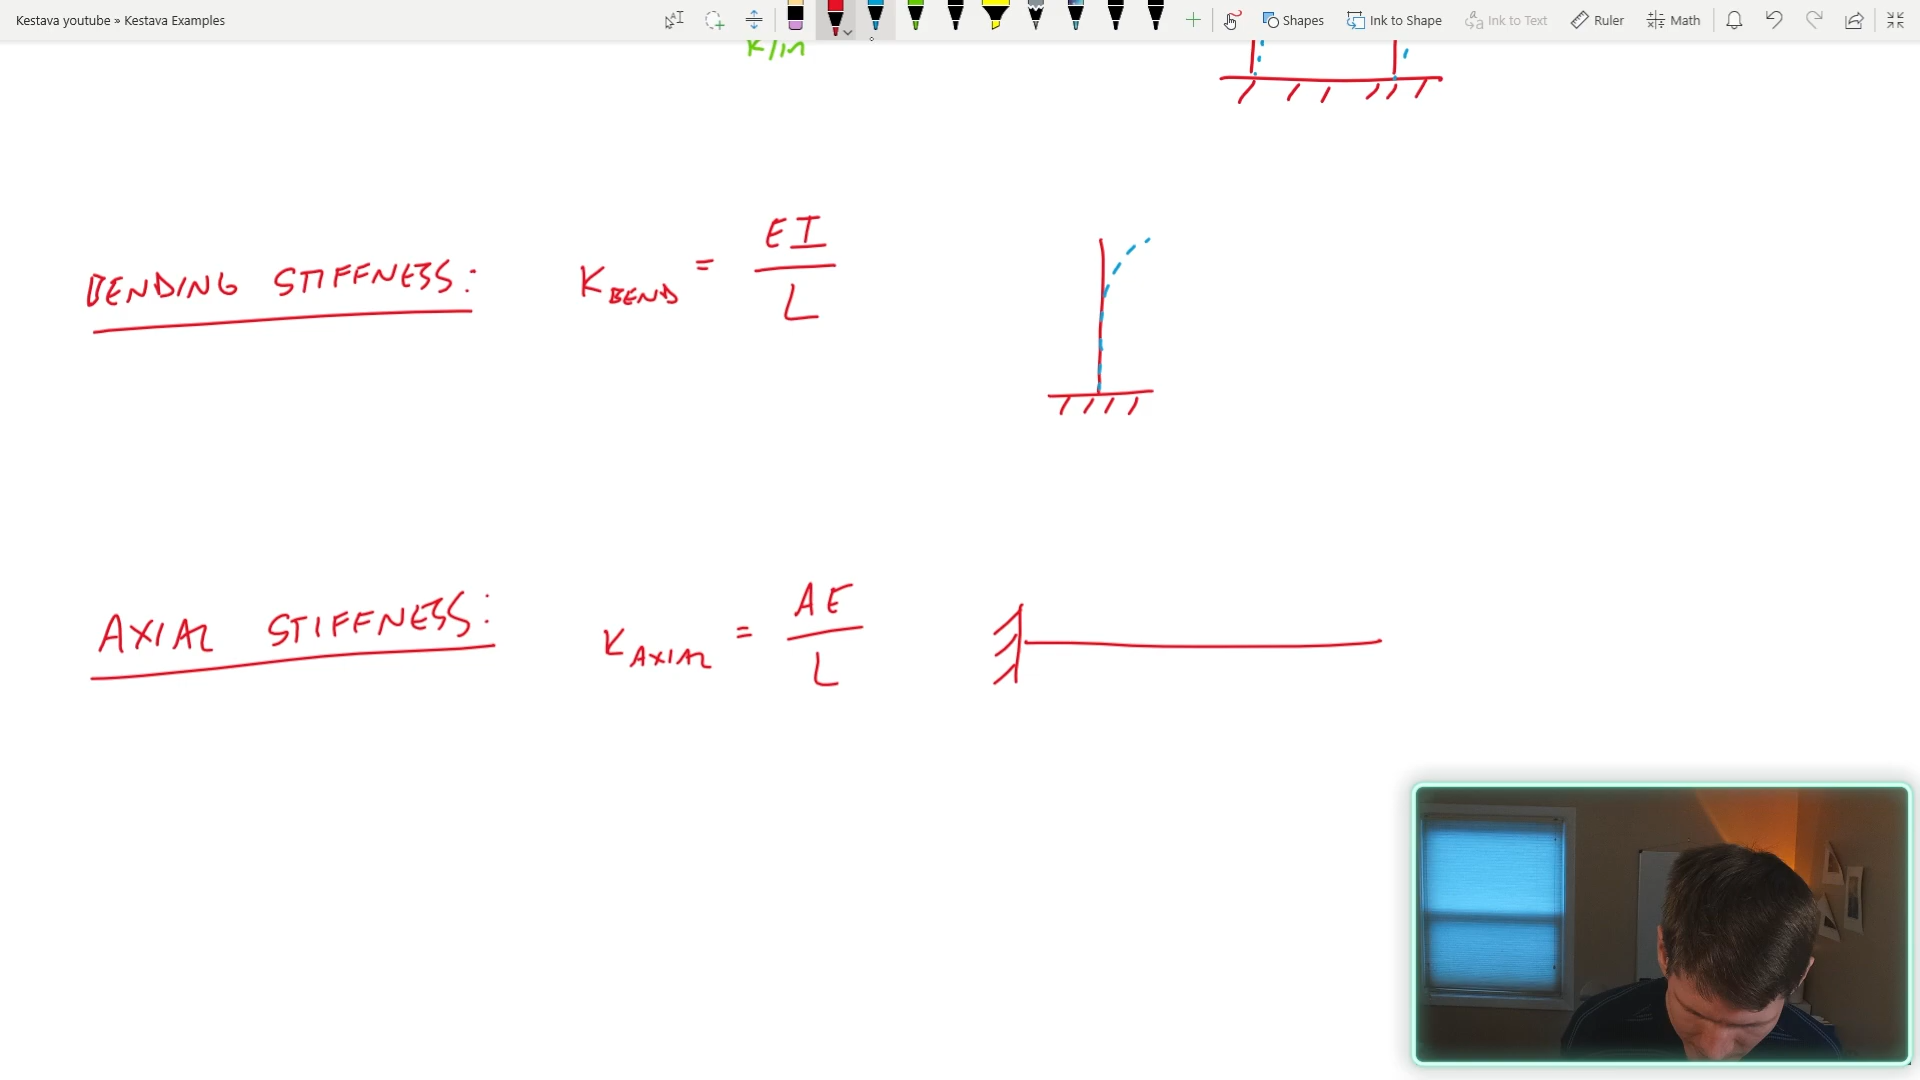 Kestava youtube » Kestava Examples
Shapes Ink to Shape Ink to Text Ruler Math
K/in
BENDING STIFFNESS: K BEND = EI / L
AXIAL STIFFNESS: K AXIAL = AE / L